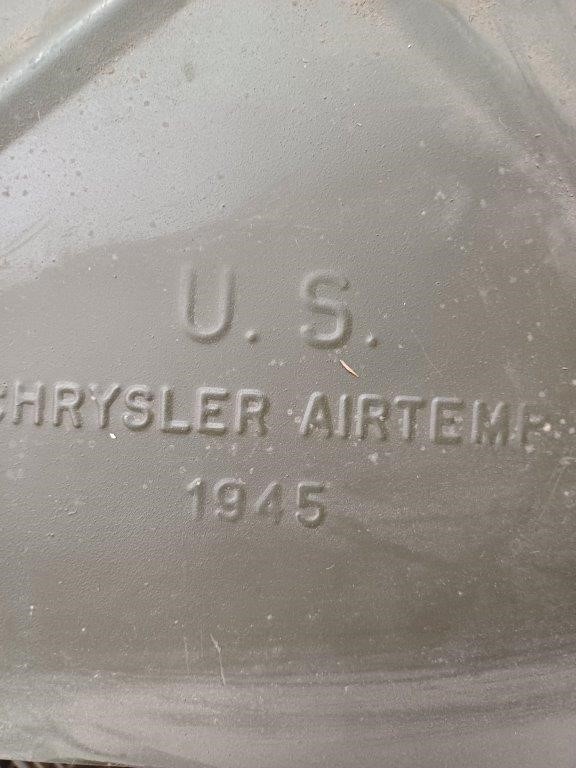 U. S.
CHRYSLER AIRTEMP
1945